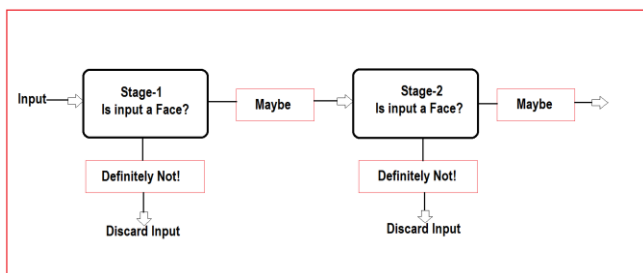 Input
Stage-1
Is input a Face?
Maybe
Stage-2
Is input a Face?
Maybe
Definitely Not!
Definitely Not!
Discard Input
Discard Input